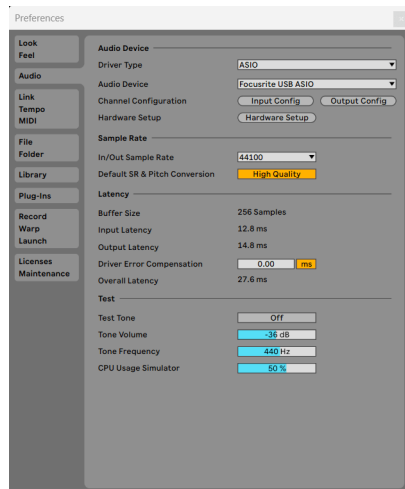 Preferences
Look
Feel
Audio
Link
Tempo
MIDI
File
Folder
Library
Plug-Ins
Record
Warp
Launch
Licenses
Maintenance
Audio Device
Driver Type ASIO
Audio Device Focusrite USB ASIO
Channel Configuration Input Config Output Config
Hardware Setup Hardware Setup
Sample Rate
In/Out Sample Rate 44100
Default SR & Pitch Conversion High Quality
Latency
Buffer Size 256 Samples
Input Latency 12.8 ms
Output Latency 14.8 ms
Driver Error Compensation 0.00 ms
Overall Latency 27.6 ms
Test
Test Tone Off
Tone Volume -36 dB
Tone Frequency 440 Hz
CPU Usage Simulator 50 %